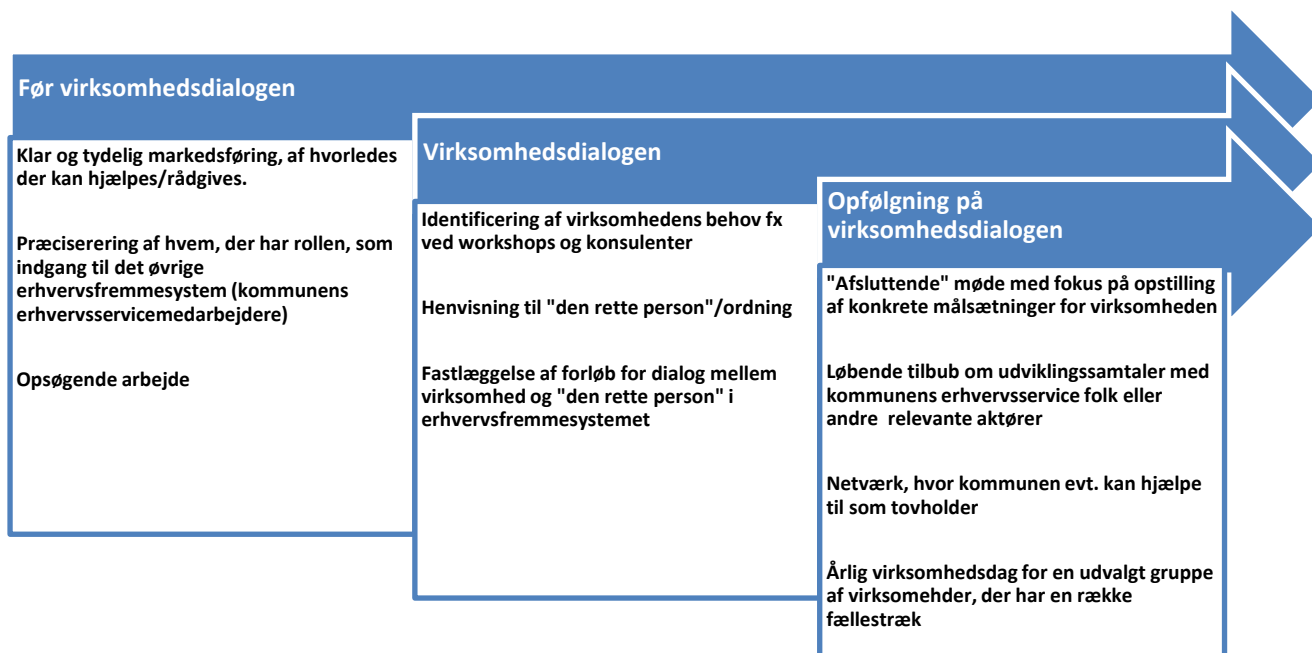 Før virksomhedsdialogen
Klar og tydelig markedsføring, af hvorledes
der kan hjælpes/rådgives.
Præcisering af hvem, der har rollen, som
indgang til det øvrige
erhvervsfremmesystem (kommunens
erhvervsservicemedarbejdere)
Opsøgende arbejde
Virksomhedsdialogen
Identificering af virksomhedens behov fx
ved workshops og konsulenter
Henvisning til "den rette person"/ordning
Fastlæggelse af forløb for dialog mellem
virksomhed og "den rette person" i
erhvervsfremmesystemet
Opfølgning på
virksomhedsdialogen
"Afsluttende" møde med fokus på opstilling
af konkrete målsætninger for virksomheden
Løbende tilbub om udviklingssamtaler med
kommunens erhvervsservice folk eller
andre relevante aktører
Netværk, hvor kommunen evt. kan hjælpe
til som tovholder
Årlig virksomhedsdag for en udvalgt gruppe
af virksomehder, der har en række
fællestræk